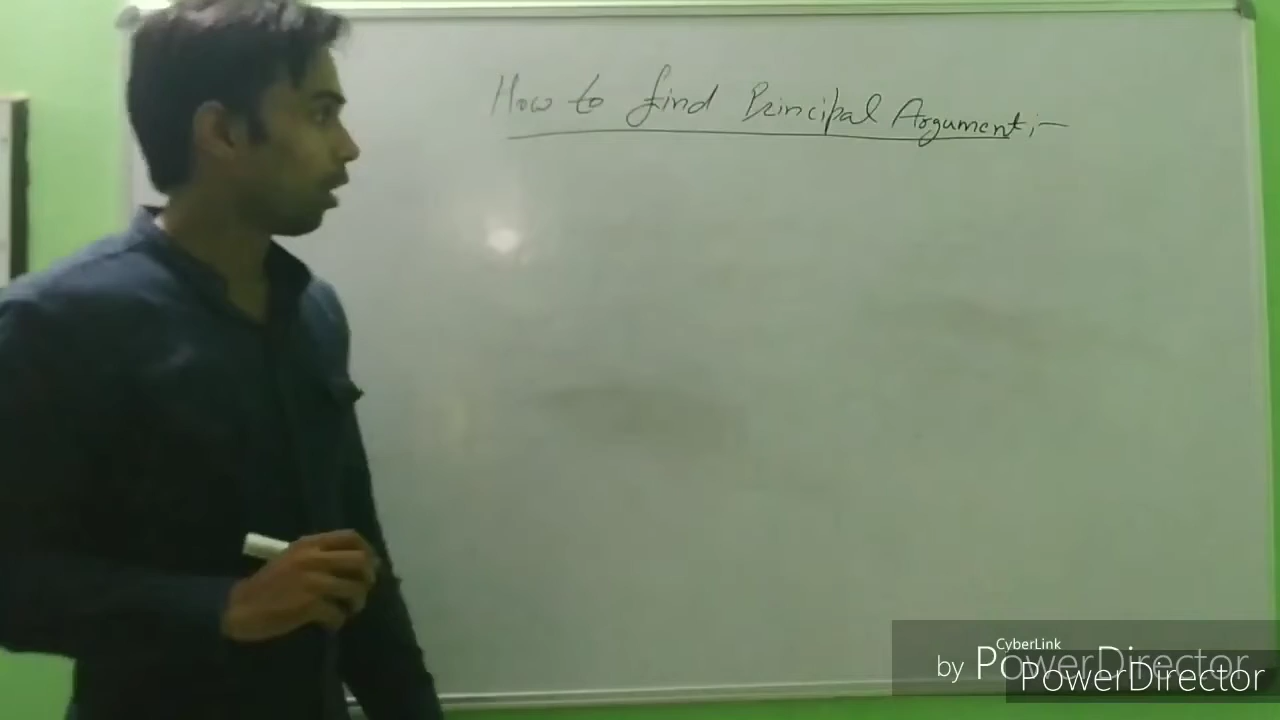 How to find Principal Argument :-
CyberLink
by PowerDirector
PowerDirector